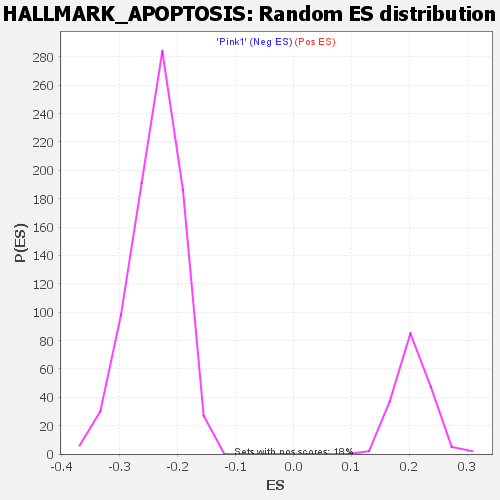 HALLMARK_APOPTOSIS: Random ES distribution
'Pink1' (Neg ES) (Pos ES)
280
260
240
220
200
180
160
140
120
100
80
60
40
20
0
P(ES)
Sets with pos scores: 18%
-0.4 -0.3 -0.2 -0.1 0.0 0.1 0.2 0.3
ES